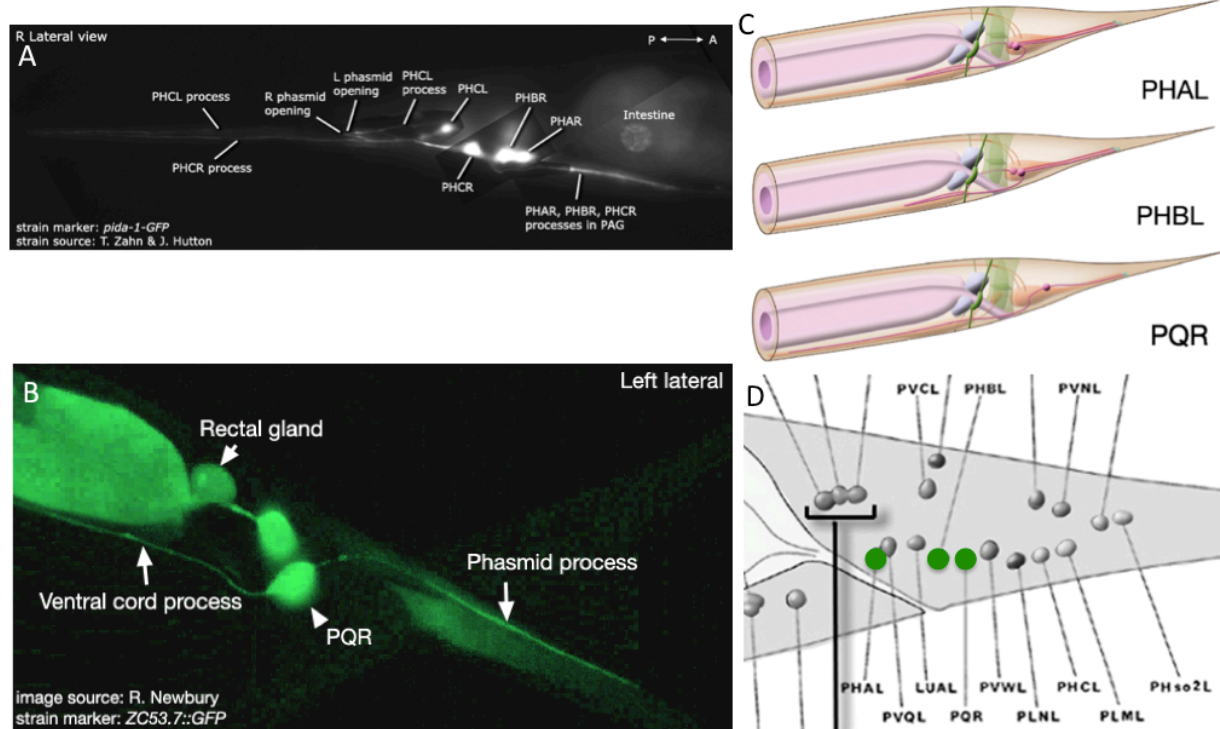 A
R Lateral view
P A
PHCL process
R phasmid
opening
L phasmid
opening
PHCL
process
PHCL
PHBR
PHAR
Intestine
PHCR process
PHCR
PHAR, PHBR, PHCR
processes in PAG
strain marker: pida-1-GFP
strain source: T. Zahn & J. Hutton
B
Left lateral
Rectal gland
Ventral cord process
Phasmid process
PQR
image source: R. Newbury
strain marker: ZC53.7::GFP
C
PHAL
PHBL
PQR
D
PVCL PHBL PVNL
PHAL LUAL PVWL PHCL PHso2L
PVQL PQR PLNL PLML